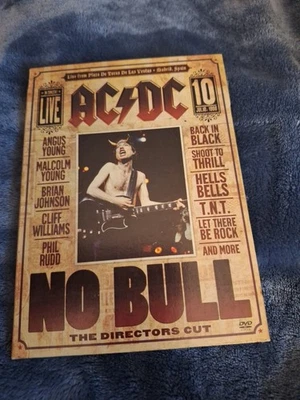 Live from Plaza De Toros De Las Ventas • Madrid, Spain
LIVE
AC⚡DC
10
ANGUS
YOUNG
MALCOLM
YOUNG
BRIAN
JOHNSON
CLIFF
WILLIAMS
PHIL
RUDD
BACK IN
BLACK
SHOOT TO
THRILL
HELLS
BELLS
T.N.T.
LET THERE
BE ROCK
AND MORE
NO BULL
THE DIRECTORS CUT
DVD